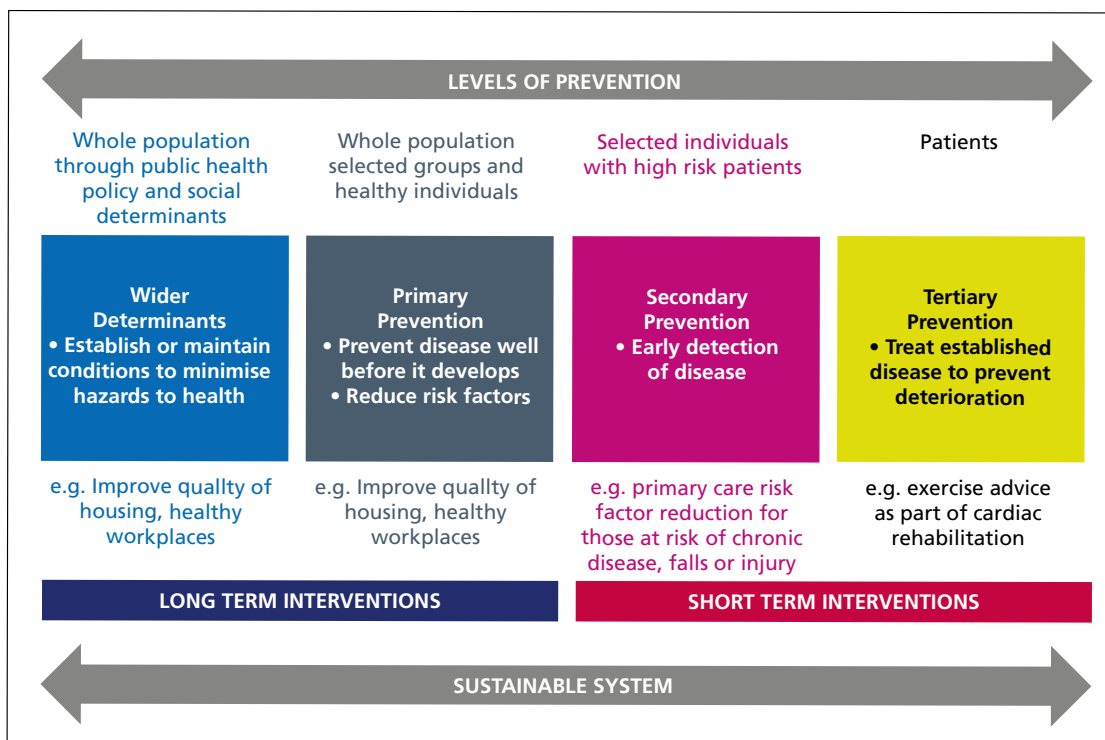 LEVELS OF PREVENTION
Whole population
through public health
policy and social
determinants
Whole population
selected groups and
healthy individuals
Selected individuals
with high risk patients
Patients
Wider
Determinants
• Establish or maintain
conditions to minimise
hazards to health
Primary
Prevention
• Prevent disease well
before it develops
• Reduce risk factors
Secondary
Prevention
• Early detection
of disease
Tertiary
Prevention
• Treat established
disease to prevent
deterioration
e.g. Improve quallty of
housing, healthy
workplaces
e.g. Improve quallty of
housing, healthy
workplaces
e.g. primary care risk
factor reduction for
those at risk of chronic
disease, falls or injury
e.g. exercise advice
as part of cardiac
rehabilitation
LONG TERM INTERVENTIONS
SHORT TERM INTERVENTIONS
SUSTAINABLE SYSTEM